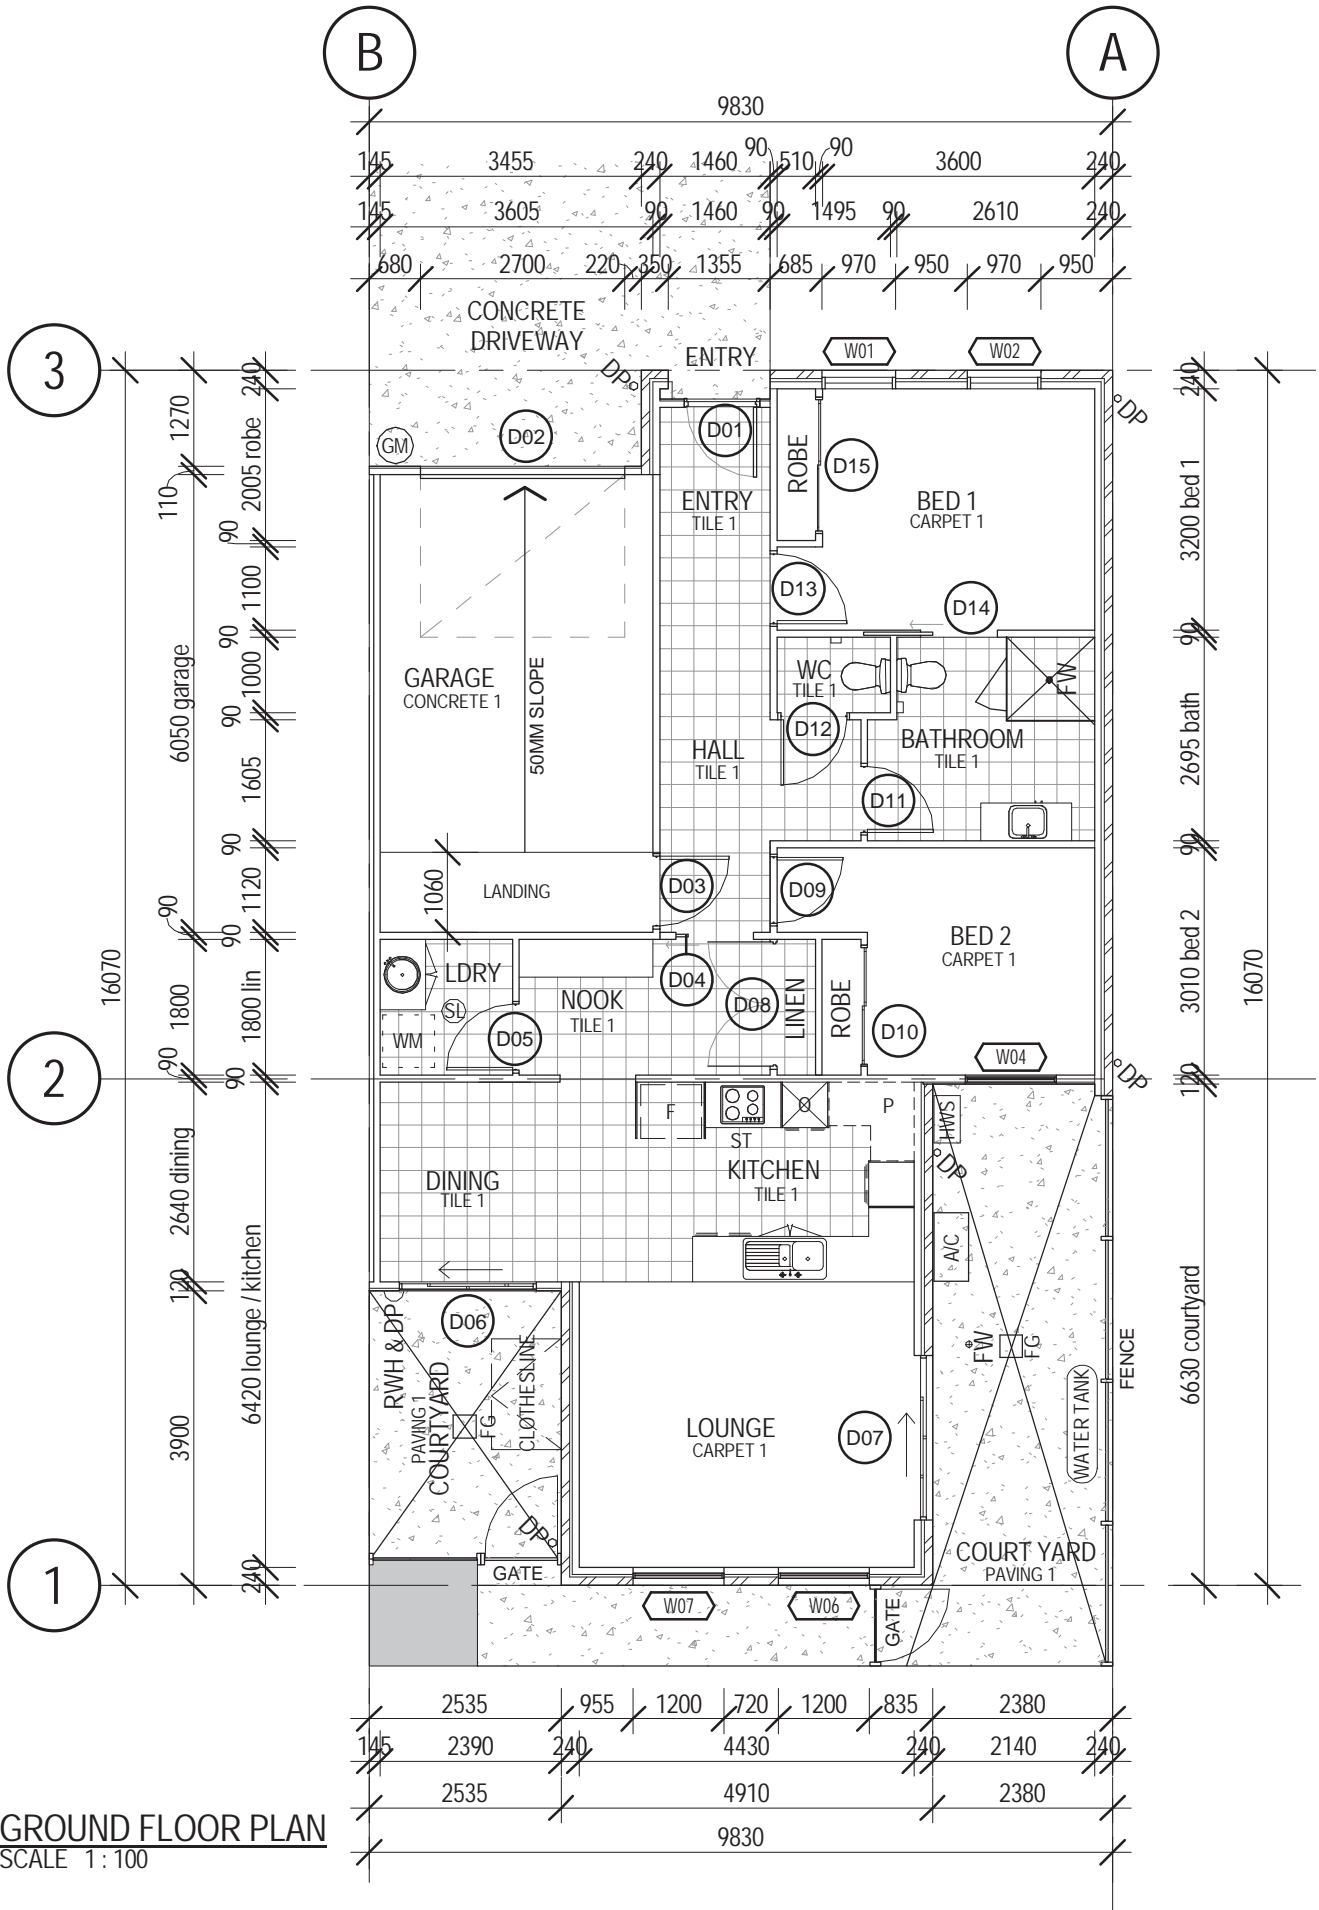 B
A
9830
90
90
145
3455
240
1460
510
3600
240
145
3605
90
1460
90
1495
90
2610
240
680
2700
220
350
1355
685
970
950
970
950
CONCRETE
DRIVEWAY
ENTRY
W01
W02
3
DP
DP
240
1270
2005 robe
240
GM
D02
D01
ROBE
D15
BED 1
CARPET 1
ENTRY
TILE 1
110
90
1100
3200 bed 1
D13
D14
90
90
GARAGE
CONCRETE 1
50MM SLOPE
WC
TILE 1
FW
6050 garage
1000
90
HALL
TILE 1
D12
BATHROOM
TILE 1
2695 bath
1605
D11
90
90
LANDING
1060
D03
D09
1120
90
90
BED 2
CARPET 1
3010 bed 2
16070
16070
LDRY
SL
WM
NOOK
TILE 1
D04
D08
LINEN
ROBE
D10
D05
1800
1800 lin
W04
2
90
90
DP
120
F
ST
O
P
HWS
DP
DINING
TILE 1
KITCHEN
TILE 1
2640 dining
A/C
120
6420 lounge / kitchen
D06
RWH & DP
PAVING 1
COURTYARD
FG
CLOTHESLINE
FW
FG
FENCE
WATER TANK
6630 courtyard
3900
LOUNGE
CARPET 1
D07
DP
COURT YARD
PAVING 1
1
240
GATE
W07
W06
GATE
2535
955
1200
720
1200
835
2380
145
2390
240
4430
240
2140
240
2535
4910
2380
9830
GROUND FLOOR PLAN
SCALE 1 : 100